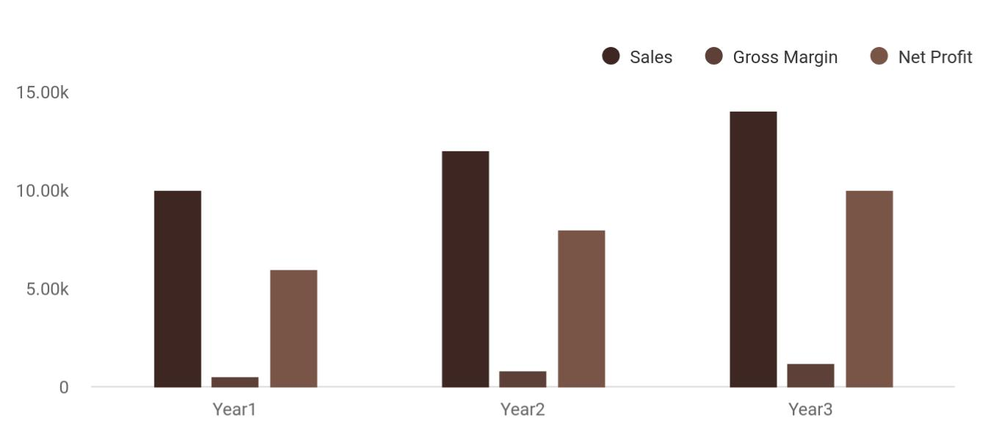 Sales Gross Margin Net Profit
15.00k
10.00k
5.00k
0
Year1 Year2 Year3